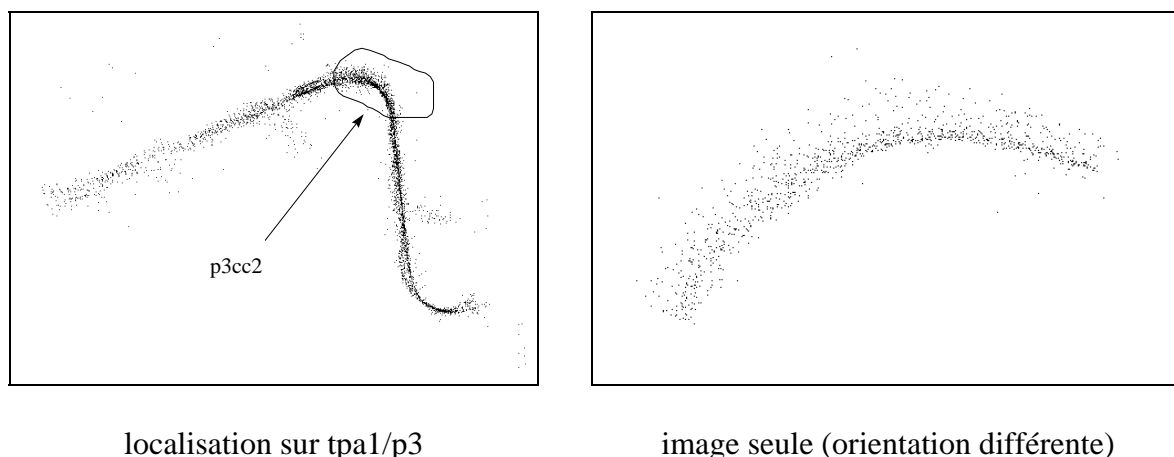 p3cc2
localisation sur tpa1/p3
image seule (orientation différente)